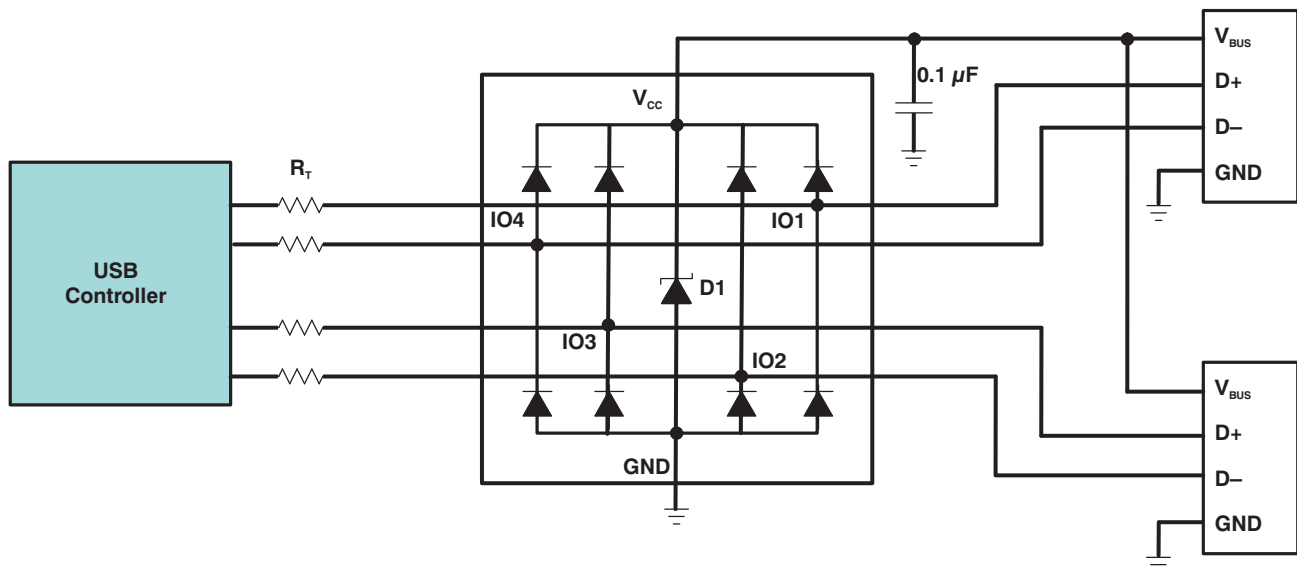 V_BUS
D+
D–
GND
0.1 µF
V_CC
R_T
IO4
IO1
USB
Controller
D1
IO3
IO2
GND
V_BUS
D+
D–
GND